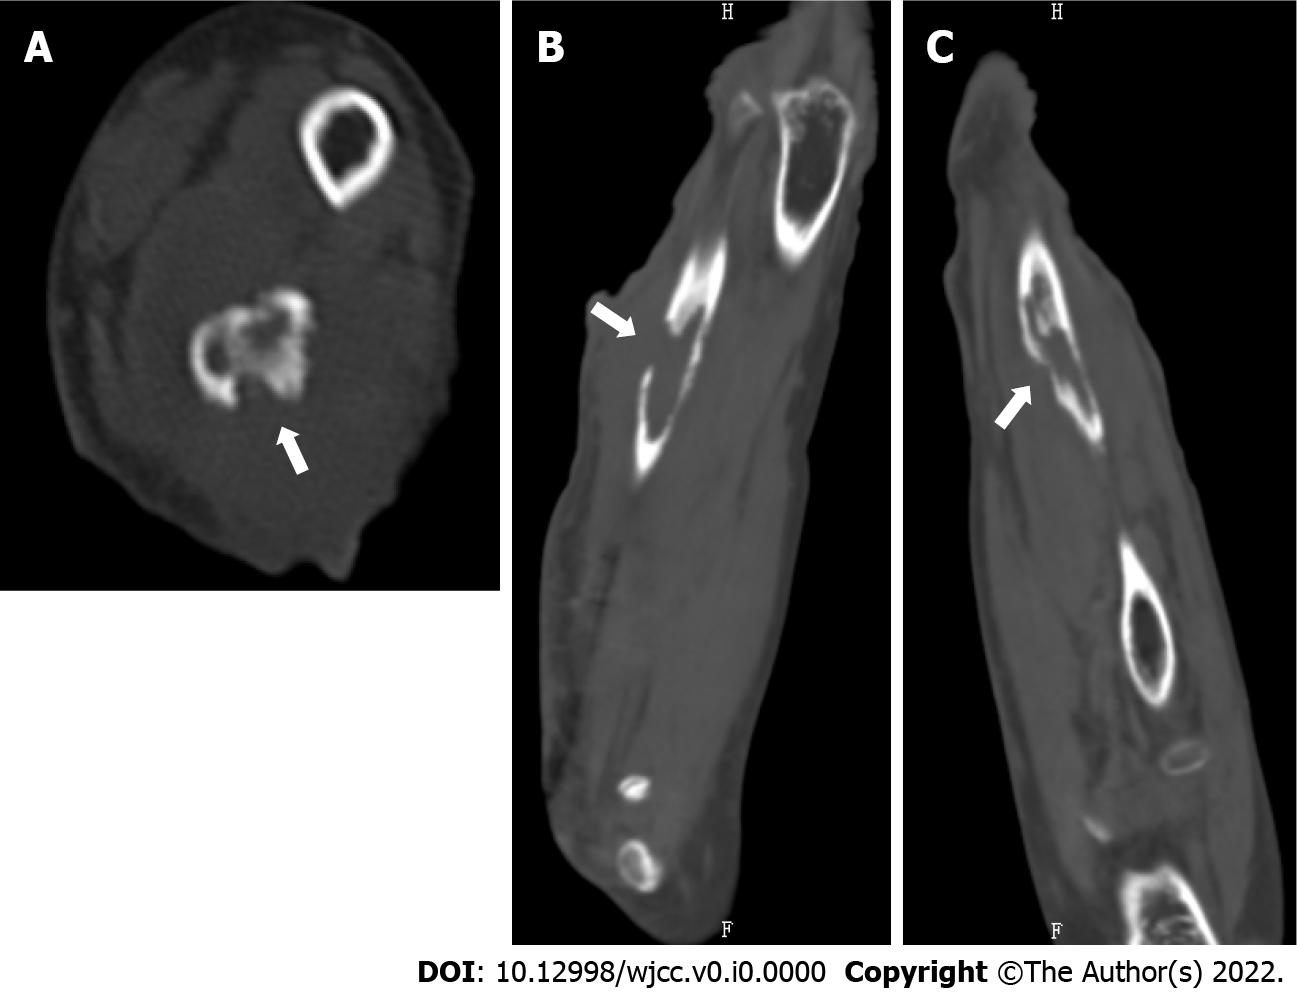 A
B
C
H
H
F
F
DOI: 10.12998/wjcc.v0.i0.0000 Copyright ©The Author(s) 2022.